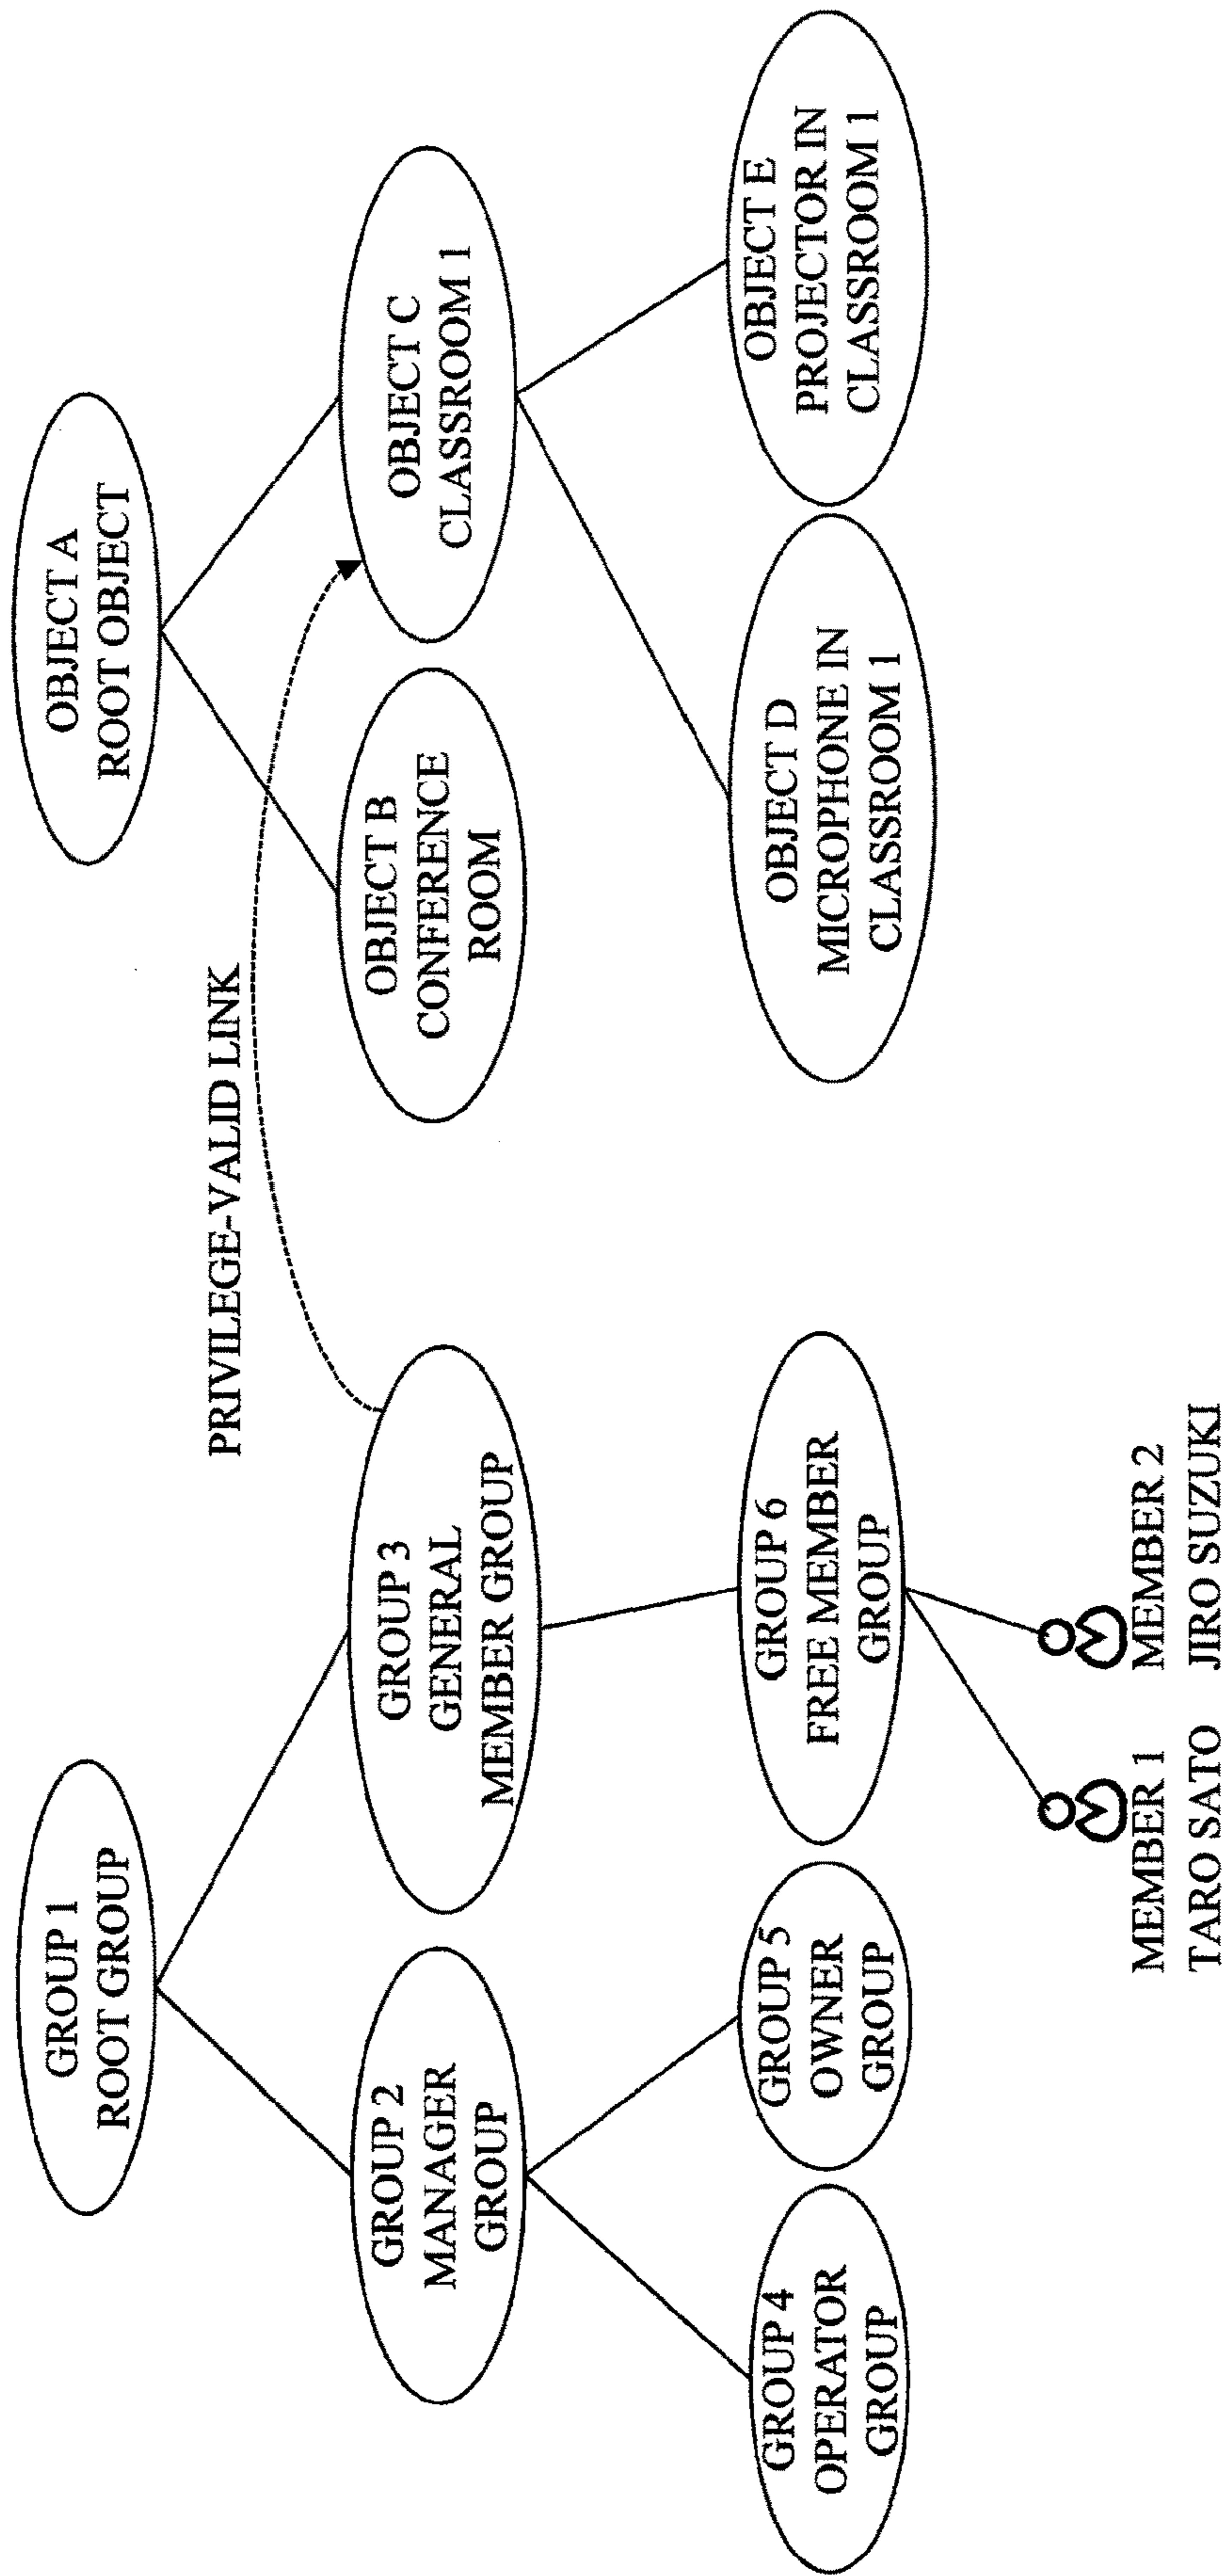 GROUP 1
ROOT GROUP
GROUP 2
MANAGER
GROUP
GROUP 3
GENERAL
MEMBER GROUP
GROUP 4
OPERATOR
GROUP
GROUP 5
OWNER
GROUP
GROUP 6
FREE MEMBER
GROUP
MEMBER 1
TARO SATO
MEMBER 2
JIRO SUZUKI
PRIVILEGE-VALID LINK
OBJECT A
ROOT OBJECT
OBJECT B
CONFERENCE
ROOM
OBJECT C
CLASSROOM 1
OBJECT D
MICROPHONE IN
CLASSROOM 1
OBJECT E
PROJECTOR IN
CLASSROOM 1